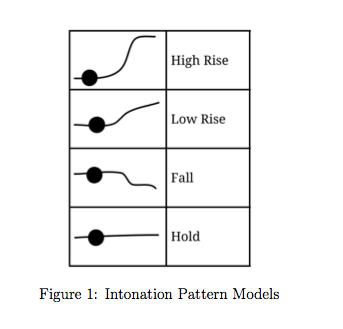 High Rise
Low Rise
Fall
Hold
Figure 1: Intonation Pattern Models